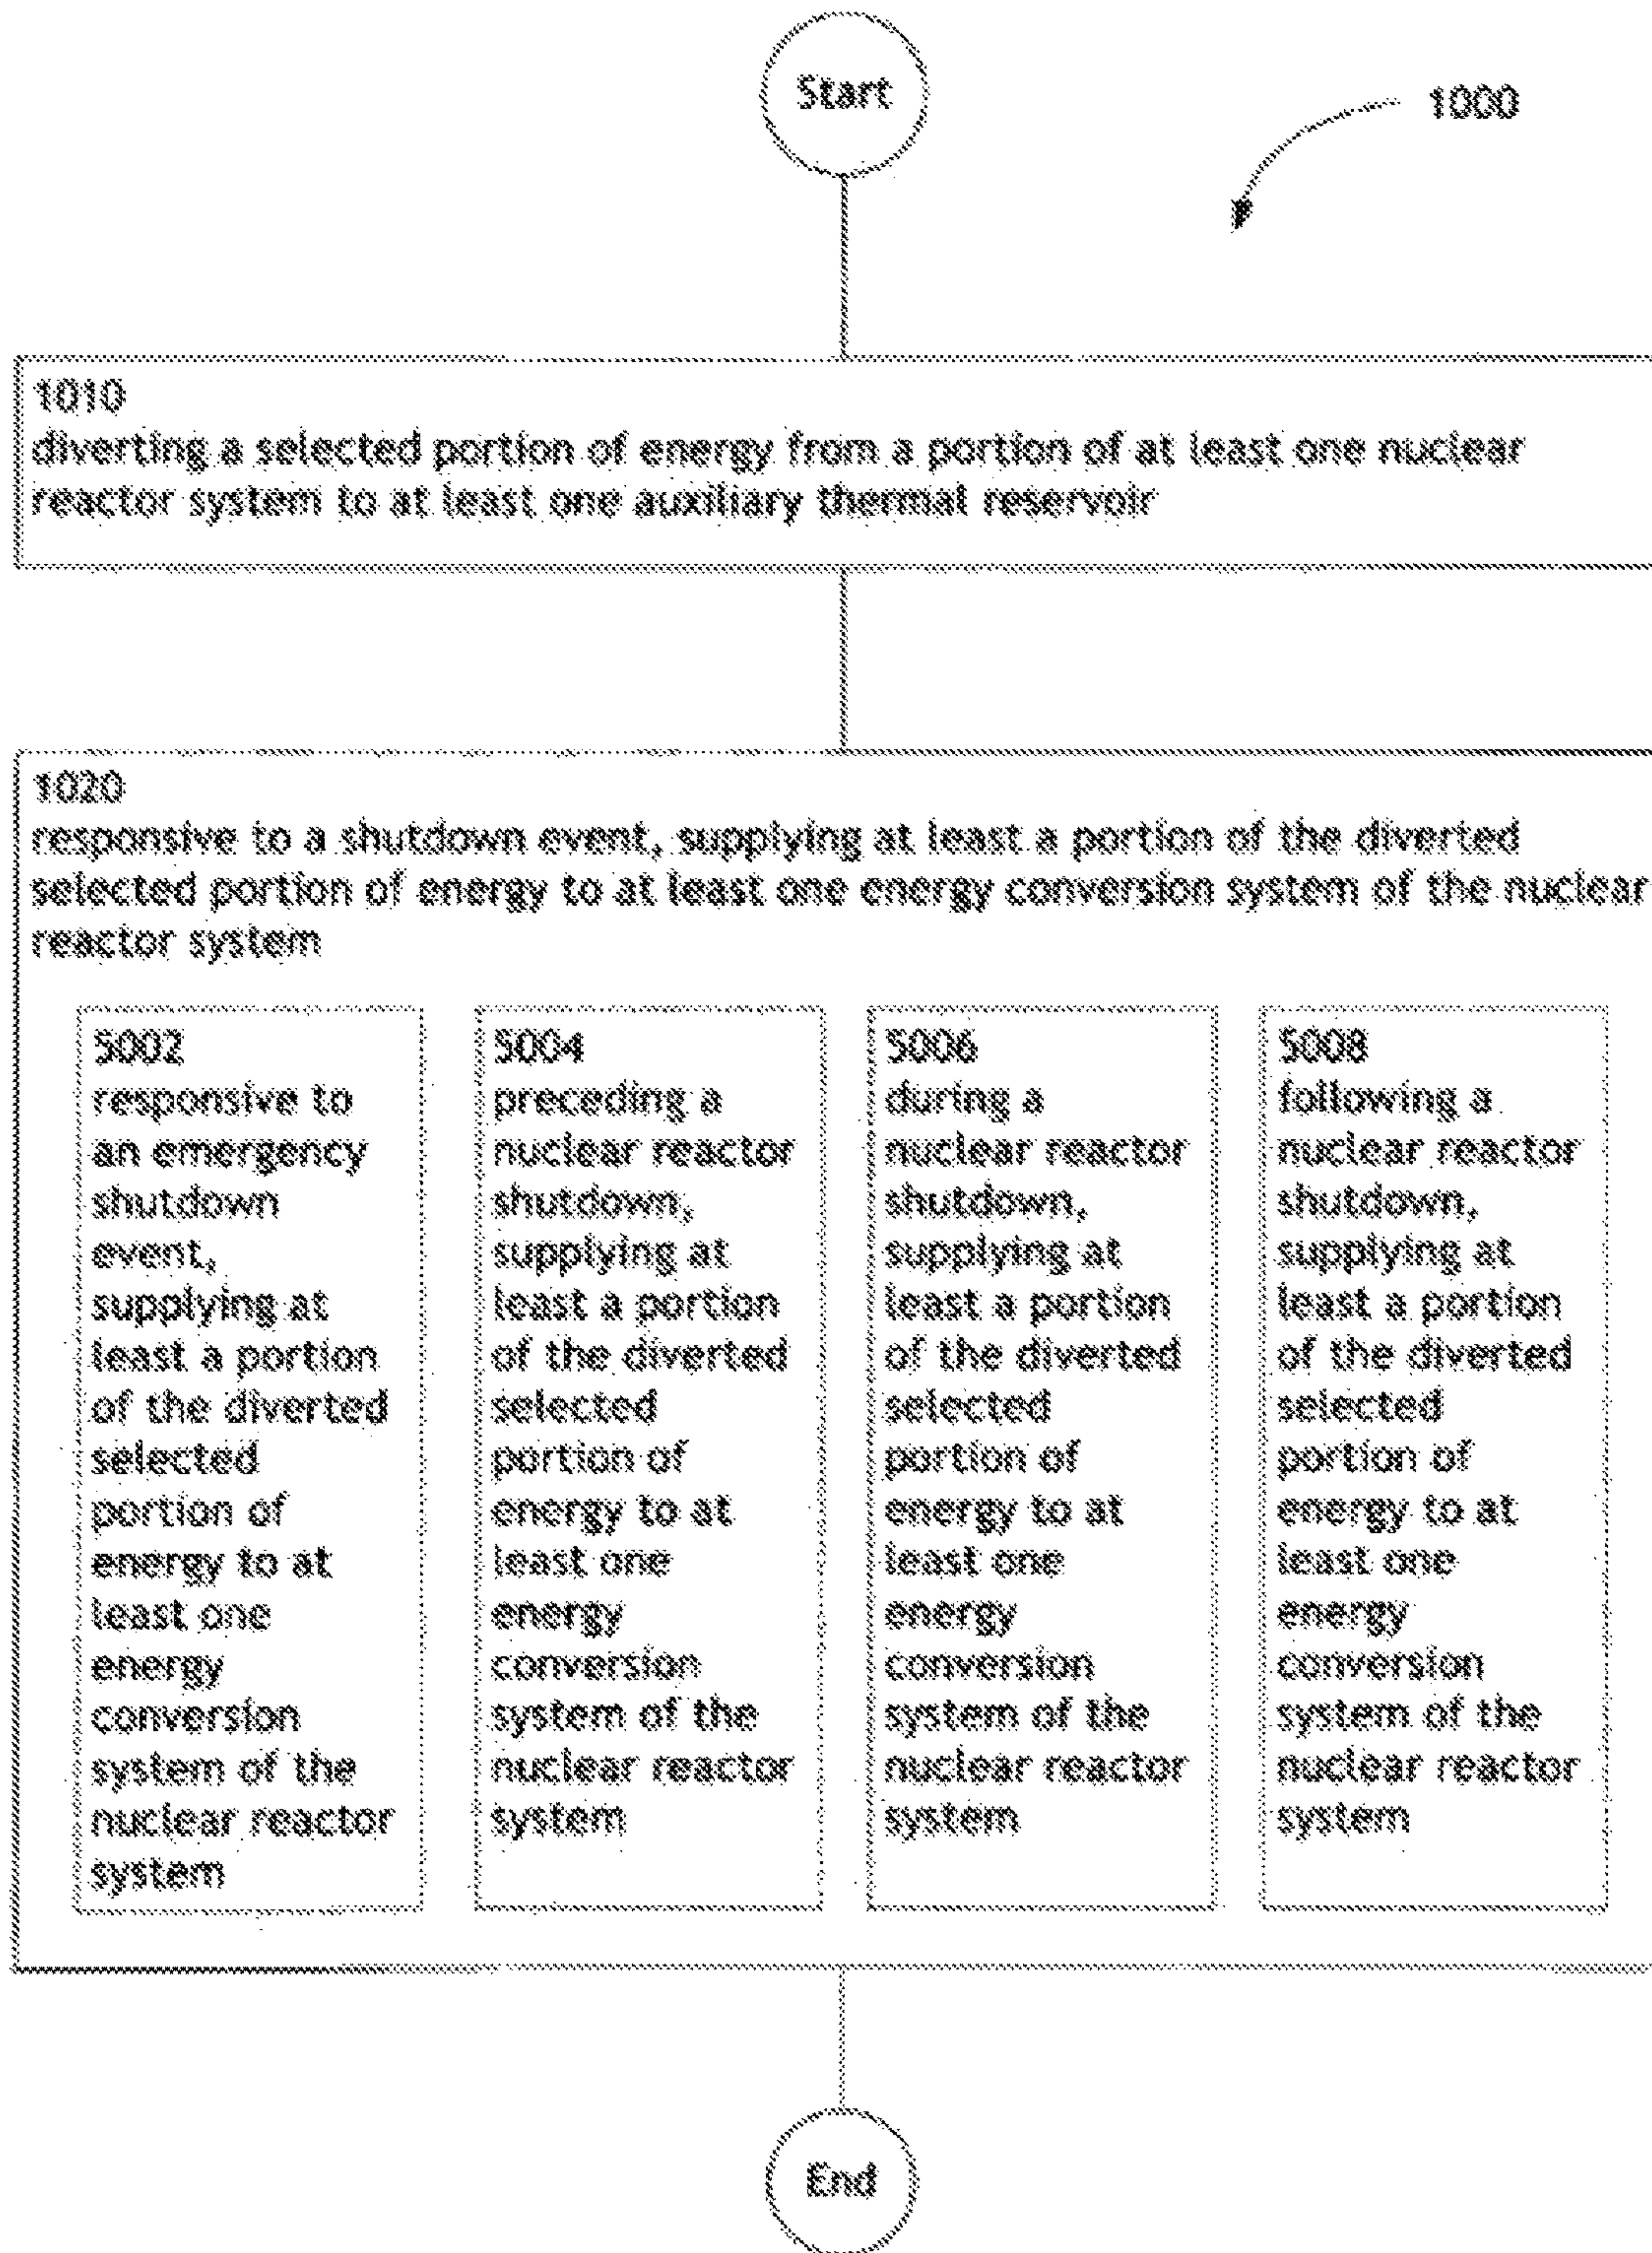 Start
1000
1010
diverting a selected portion of energy from a portion of at least one nuclear
reactor system to at least one auxiliary thermal reservoir
1020
responsive to a shutdown event, supplying at least a portion of the diverted
selected portion of energy to at least one energy conversion system of the nuclear
reactor system
5002
responsive to
an emergency
shutdown
event,
supplying at
least a portion
of the diverted
selected
portion of
energy to at
least one
energy
conversion
system of the
nuclear reactor
system
5004
preceding a
nuclear reactor
shutdown,
supplying at
least a portion
of the diverted
selected
portion of
energy to at
least one
energy
conversion
system of the
nuclear reactor
system
5006
during a
nuclear reactor
shutdown,
supplying at
least a portion
of the diverted
selected
portion of
energy to at
least one
energy
conversion
system of the
nuclear reactor
system
5008
following a
nuclear reactor
shutdown,
supplying at
least a portion
of the diverted
selected
portion of
energy to at
least one
energy
conversion
system of the
nuclear reactor
system
End